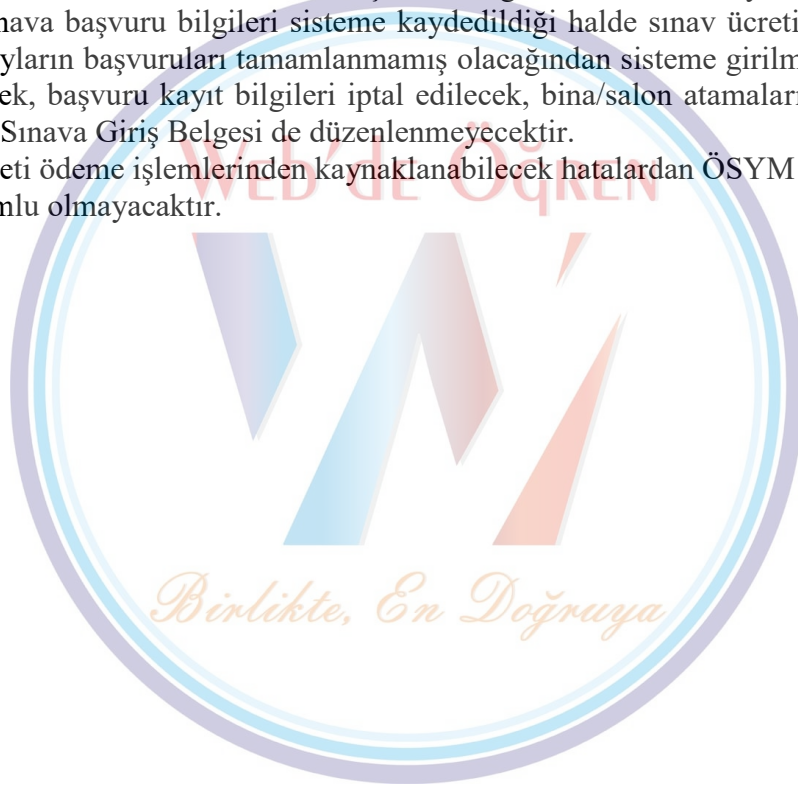 nava başvuru bilgileri sisteme kaydedildiği halde sınav ücreti
yların başvuruları tamamlanmamış olacağından sisteme girilm
ek, başvuru kayıt bilgileri iptal edilecek, bina/salon atamaları
Sınava Giriş Belgesi de düzenlenmeyecektir.
eti ödeme işlemlerinden kaynaklanabilecek hatalardan ÖSYM
mlu olmayacaktır.
Web'de Öğren
Birlikte, En Doğruya